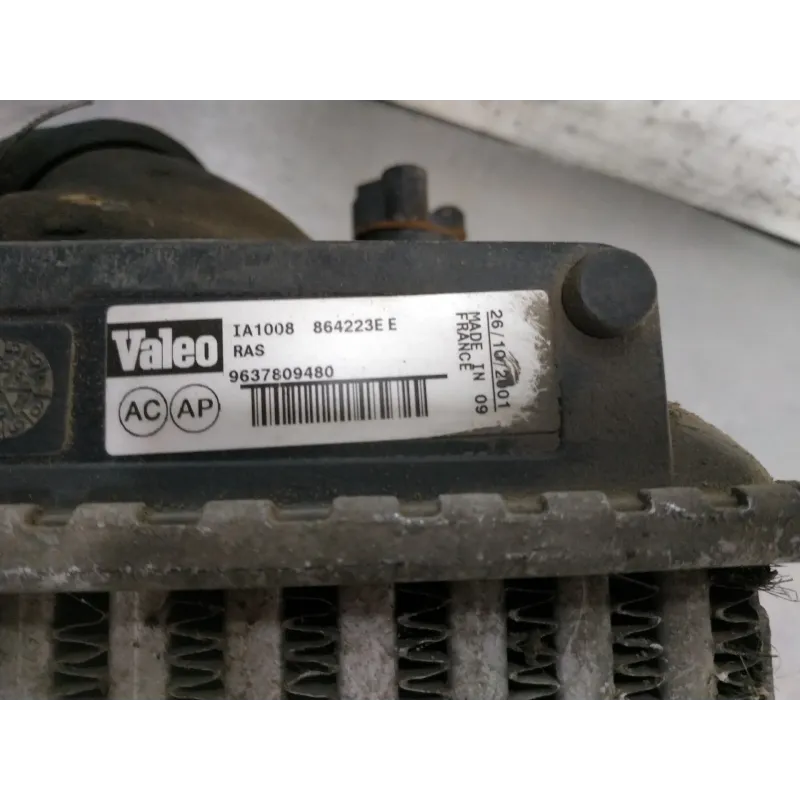 Valeo
IA1008 864223E E
RAS
9637809480
AC AP
26/10/2001
MADE IN 09
FRANCE